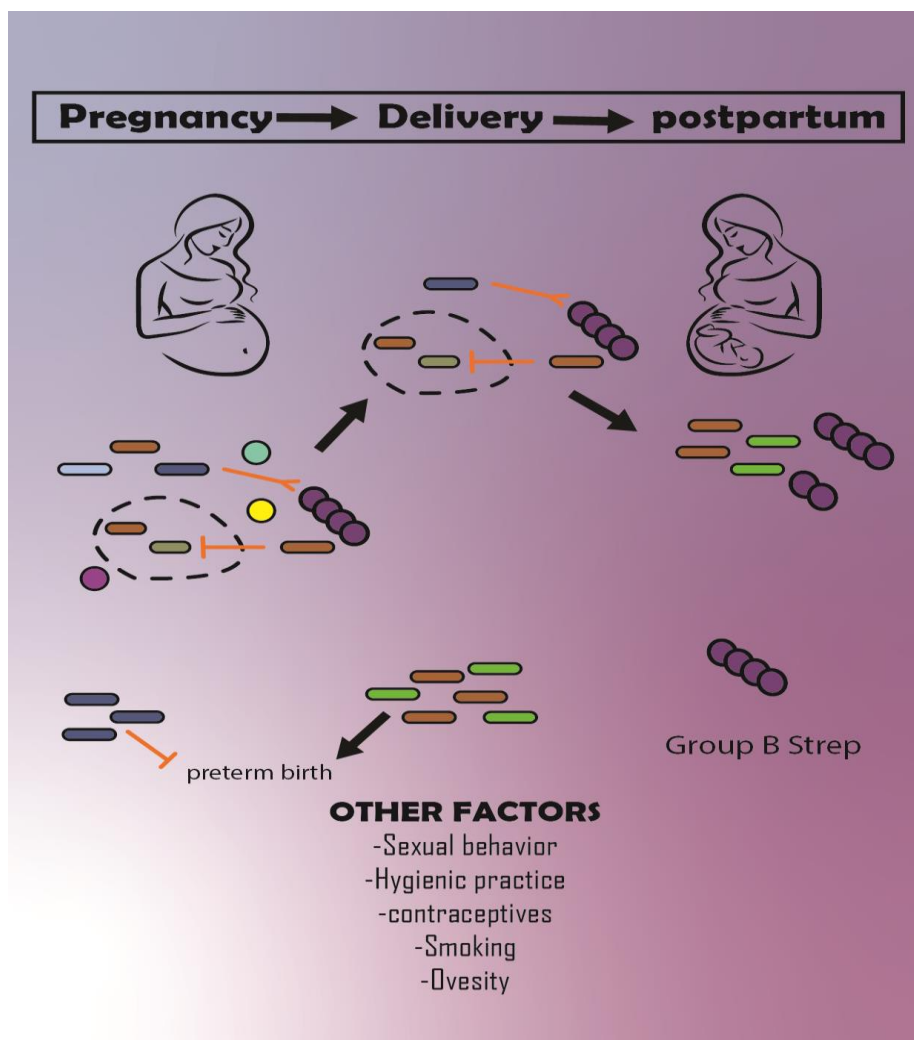 Pregnancy Delivery postpartum
preterm birth
Group B Strep
OTHER FACTORS
-Sexual behavior
-Hygienic practice
-contraceptives
-Smoking
-Ovesity